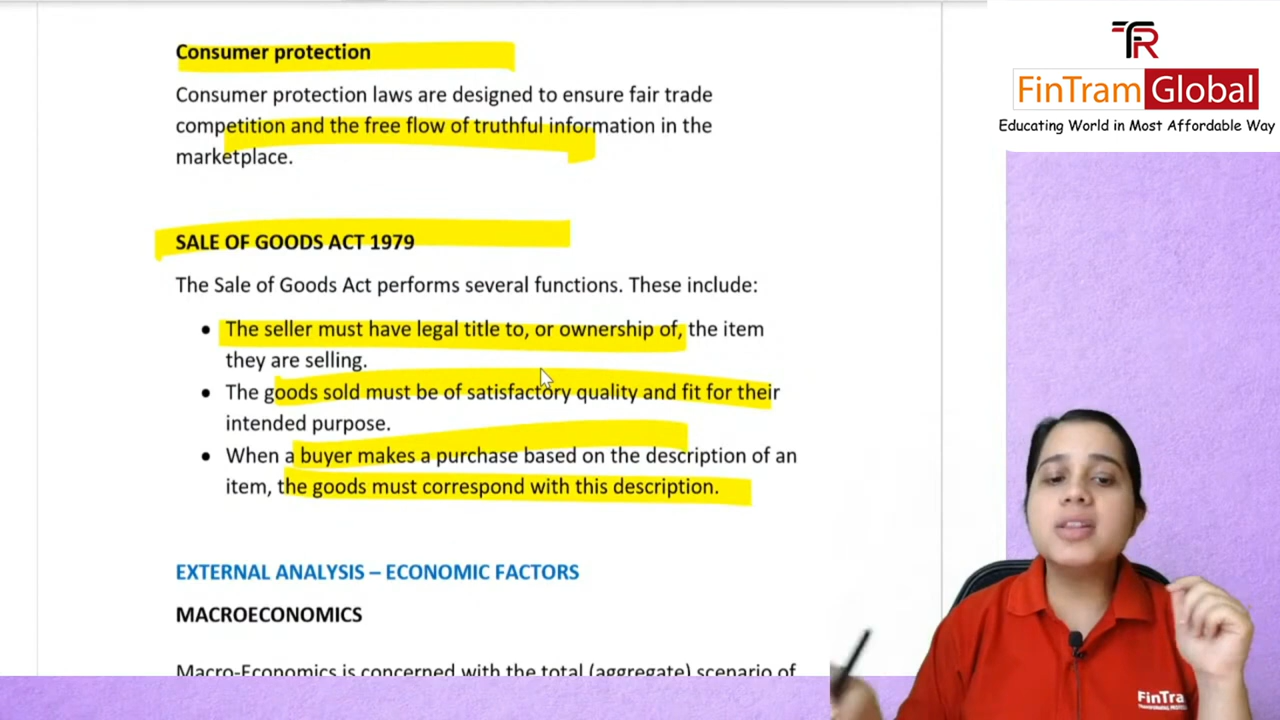 Consumer protection
Consumer protection laws are designed to ensure fair trade
competition and the free flow of truthful information in the
marketplace.
SALE OF GOODS ACT 1979
The Sale of Goods Act performs several functions. These include:
• The seller must have legal title to, or ownership of, the item
they are selling.
• The goods sold must be of satisfactory quality and fit for their
intended purpose.
• When a buyer makes a purchase based on the description of an
item, the goods must correspond with this description.
EXTERNAL ANALYSIS – ECONOMIC FACTORS
MACROECONOMICS
Macro-Economics is concerned with the total (aggregate) scenario of
FinTram Global
Educating World in Most Affordable Way
FinTra